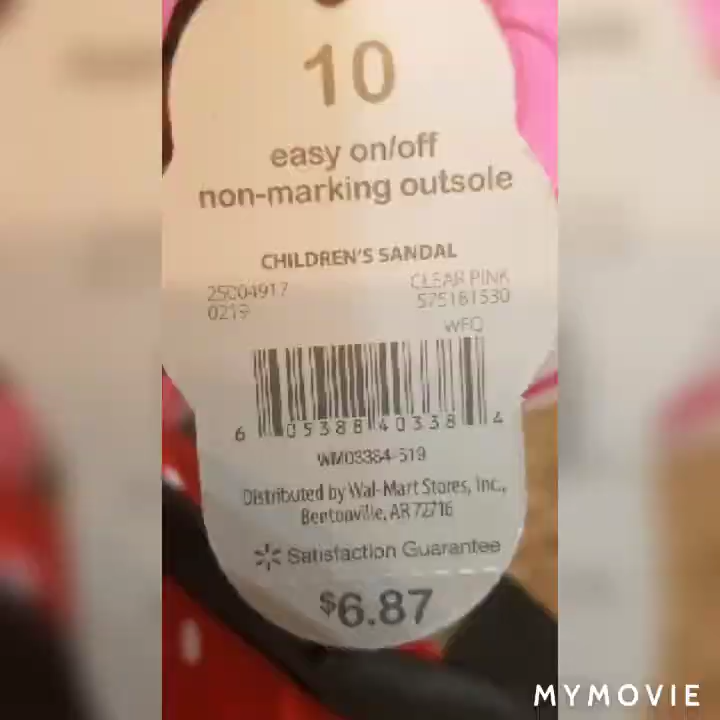 10
easy on/off
non-marking outsole
CHILDREN'S SANDAL
25004917 CLEAR PINK
0219 575181530
WFQ
6 05388 40338 4
WM03384-519
Distributed by Wal-Mart Stores, Inc.,
Bentonville, AR 72716
Satisfaction Guarantee
$6.87
MYMOVIE